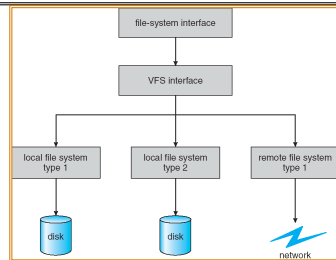 file-system interface
VFS interface
local file system
type 1
local file system
type 2
remote file system
type 1
disk
disk
network